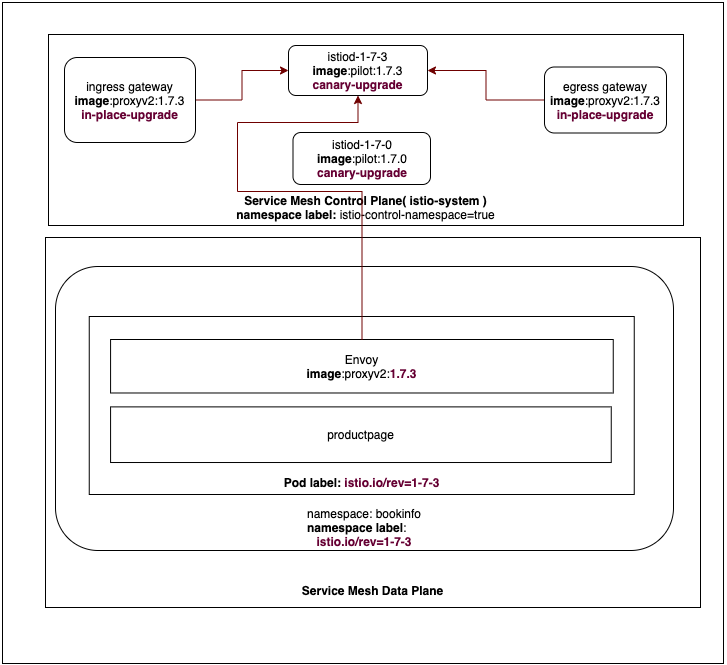 istiod-1-7-3
image:pilot:1.7.3
canary-upgrade
ingress gateway
image:proxyv2:1.7.3
in-place-upgrade
egress gateway
image:proxyv2:1.7.3
in-place-upgrade
istiod-1-7-0
image:pilot:1.7.0
canary-upgrade
Service Mesh Control Plane( istio-system )
namespace label: istio-control-namespace=true
Envoy
image:proxyv2:1.7.3
productpage
Pod label: istio.io/rev=1-7-3
namespace: bookinfo
namespace label:
istio.io/rev=1-7-3
Service Mesh Data Plane